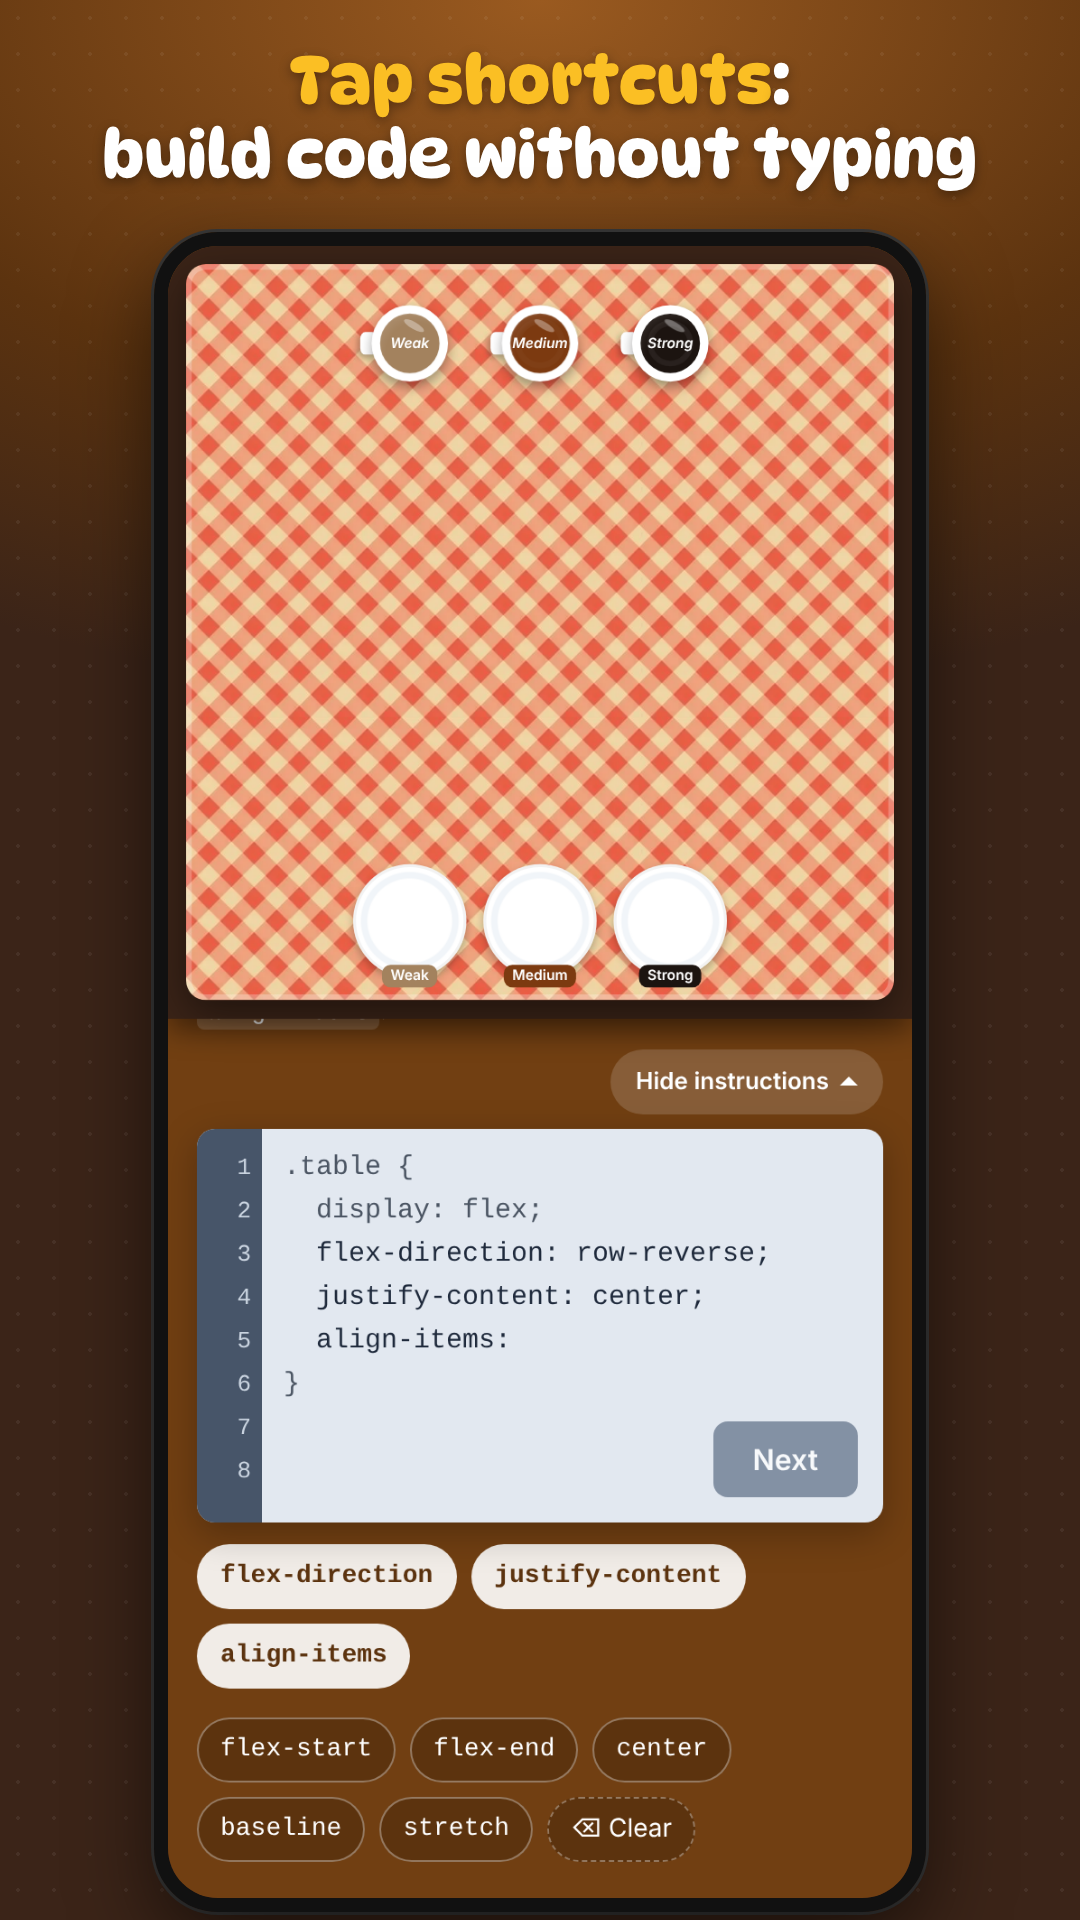 Tap shortcuts:
build code without typing
Weak Medium Strong
Weak Medium Strong
Hide instructions
1 .table {
2 display: flex;
3 flex-direction: row-reverse;
4 justify-content: center;
5 align-items:
6 }
7
8
Next
flex-direction justify-content
align-items
flex-start flex-end center
baseline stretch Clear